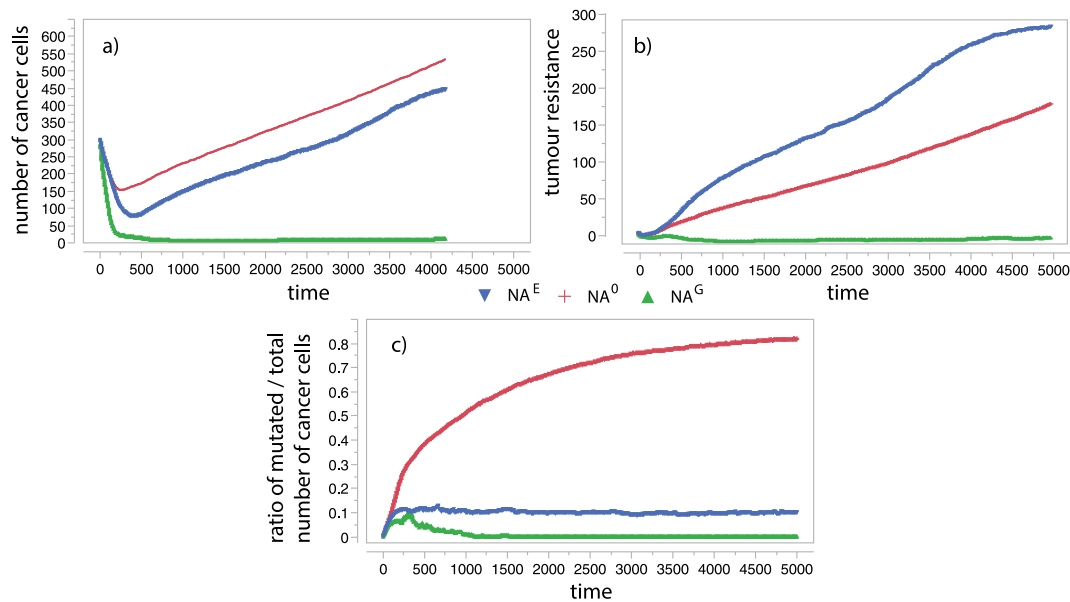 a)
number of cancer cells
600
550
500
450
400
350
300
250
200
150
100
50
0
0 500 1000 1500 2000 2500 3000 3500 4000 4500 5000
time
b)
tumour resistance
300
250
200
150
100
50
0
0 500 1000 1500 2000 2500 3000 3500 4000 4500 5000
time
NA^E NA^0 NA^G
c)
ratio of mutated / total
number of cancer cells
0.8
0.7
0.6
0.5
0.4
0.3
0.2
0.1
0
0 500 1000 1500 2000 2500 3000 3500 4000 4500 5000
time